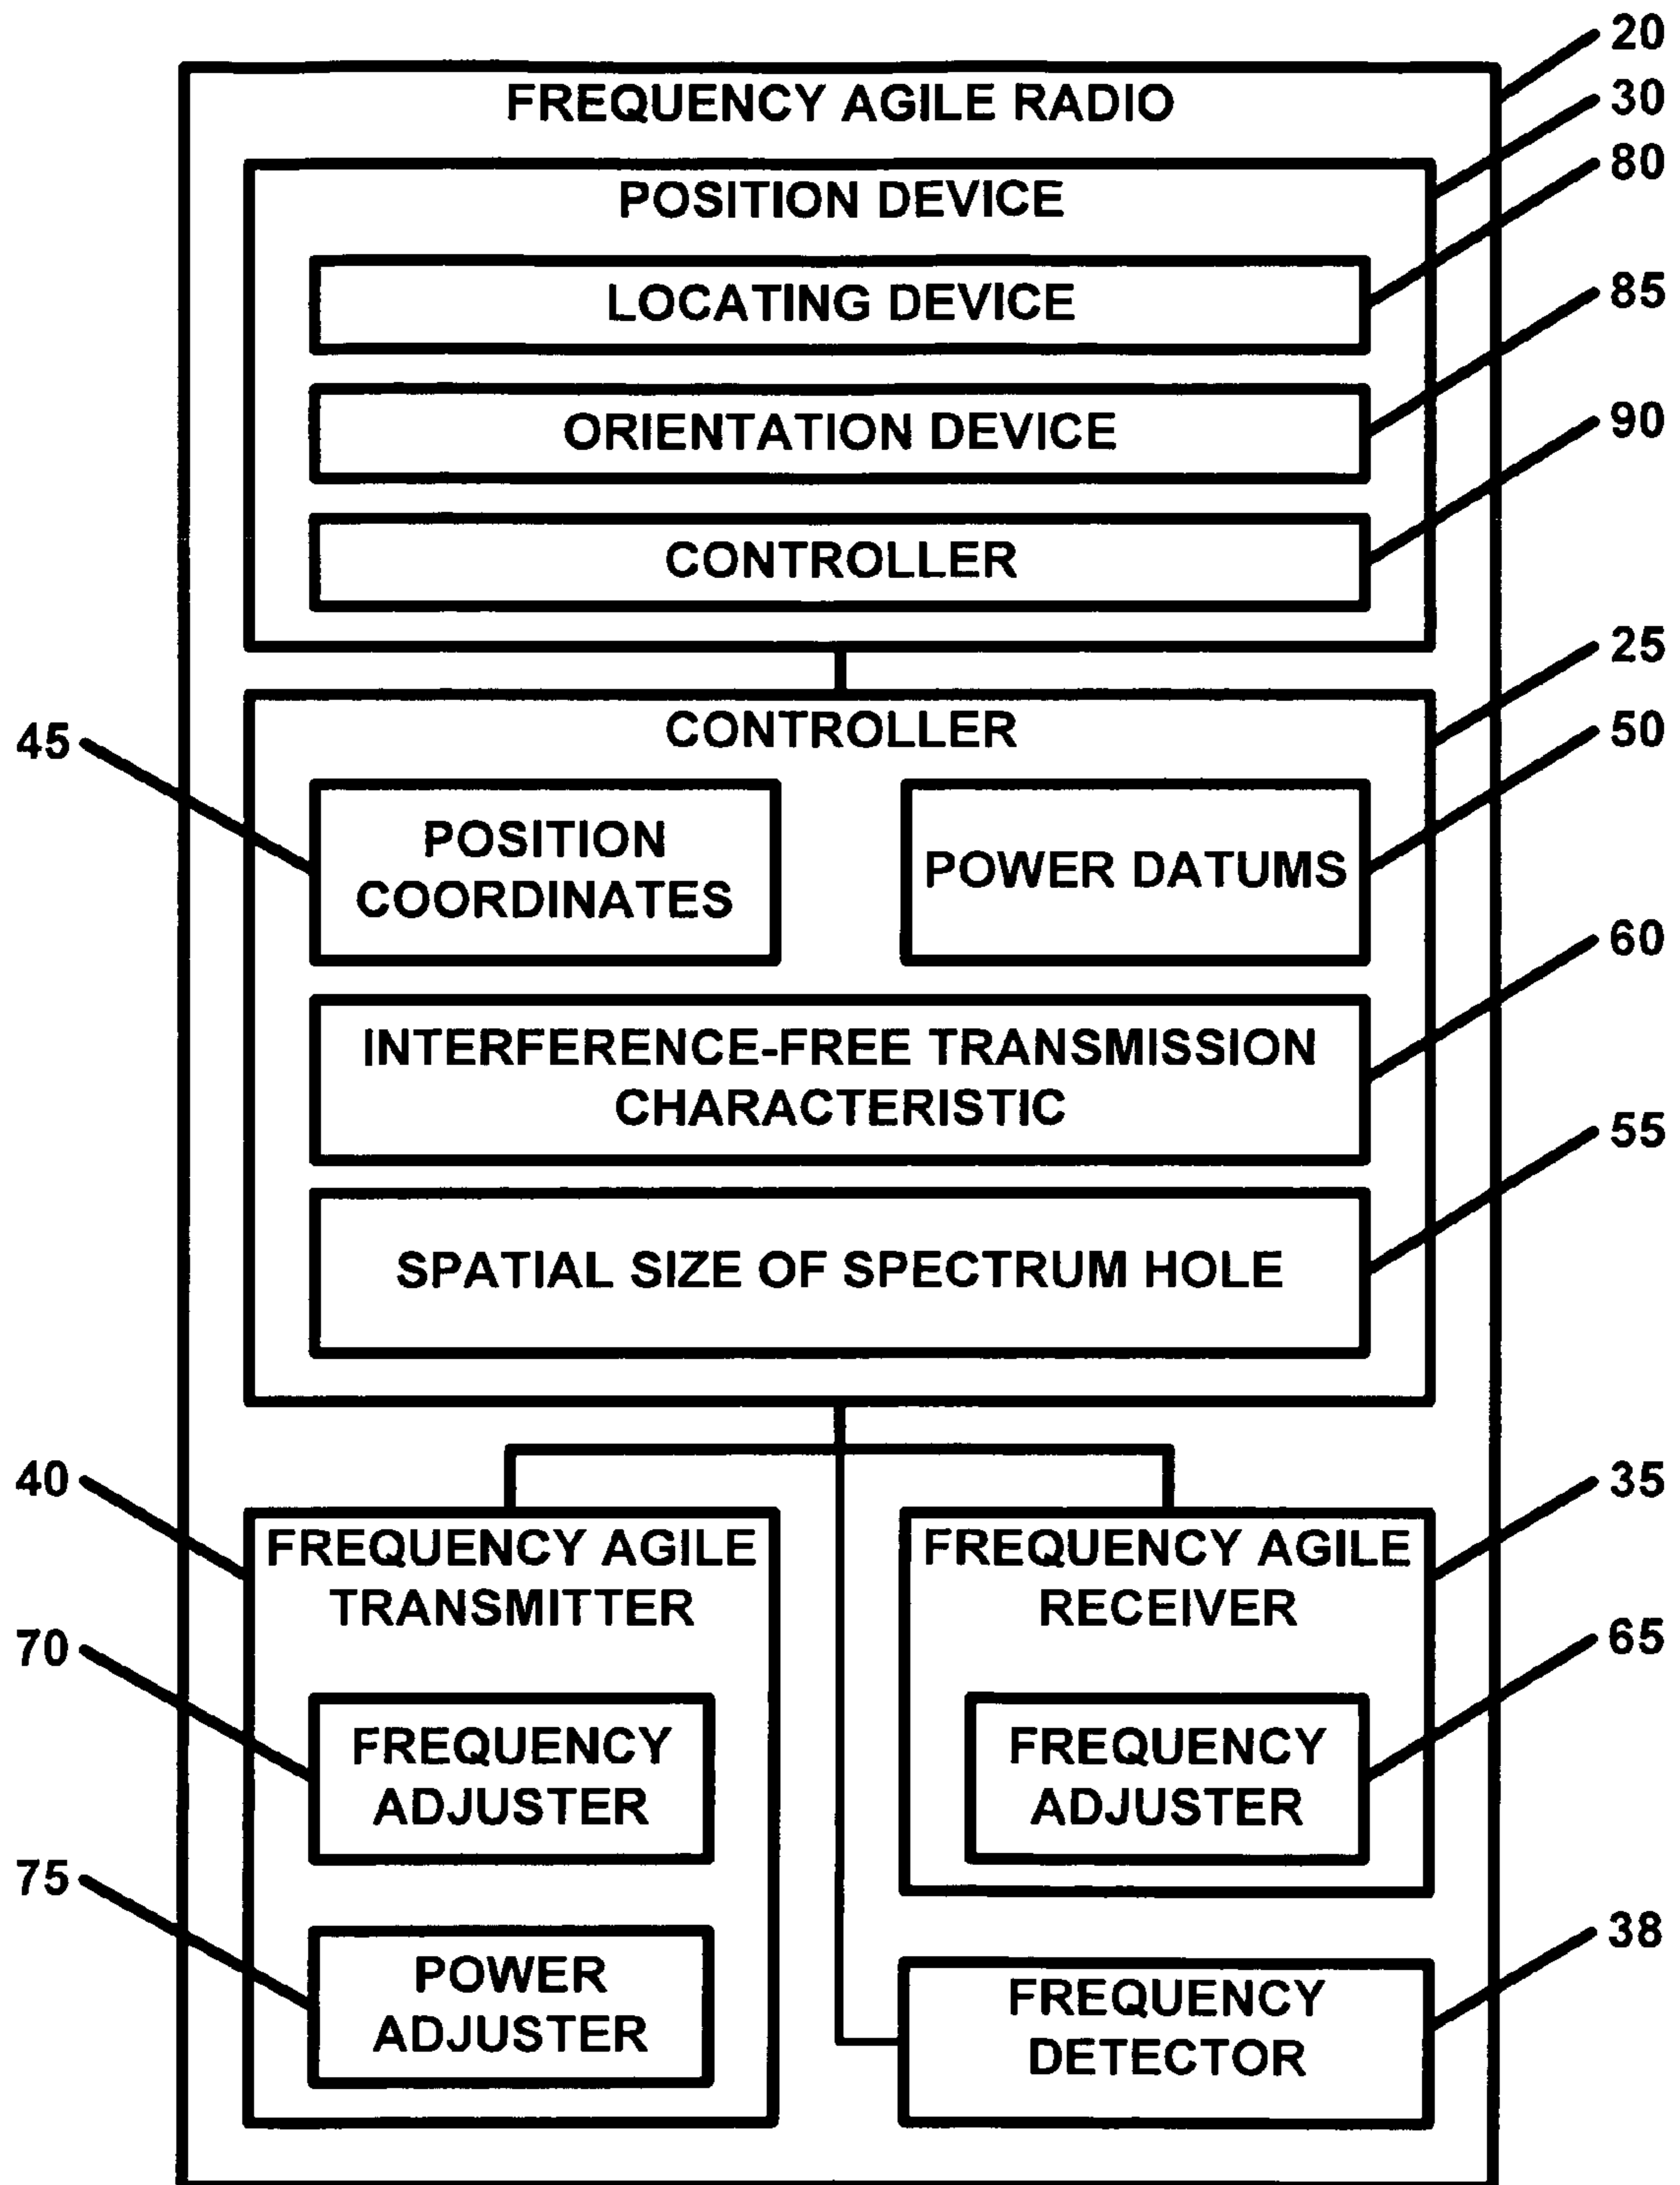 20
FREQUENCY AGILE RADIO
30
80
POSITION DEVICE
LOCATING DEVICE
85
ORIENTATION DEVICE
90
CONTROLLER
25
CONTROLLER
45
50
POSITION
COORDINATES
POWER DATUMS
60
INTERFERENCE-FREE TRANSMISSION
CHARACTERISTIC
55
SPATIAL SIZE OF SPECTRUM HOLE
40
35
FREQUENCY AGILE
TRANSMITTER
FREQUENCY AGILE
RECEIVER
70
65
FREQUENCY
ADJUSTER
FREQUENCY
ADJUSTER
75
38
POWER
ADJUSTER
FREQUENCY
DETECTOR